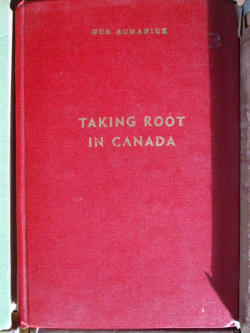 GUS ROMANIUK
TAKING ROOT
IN CANADA